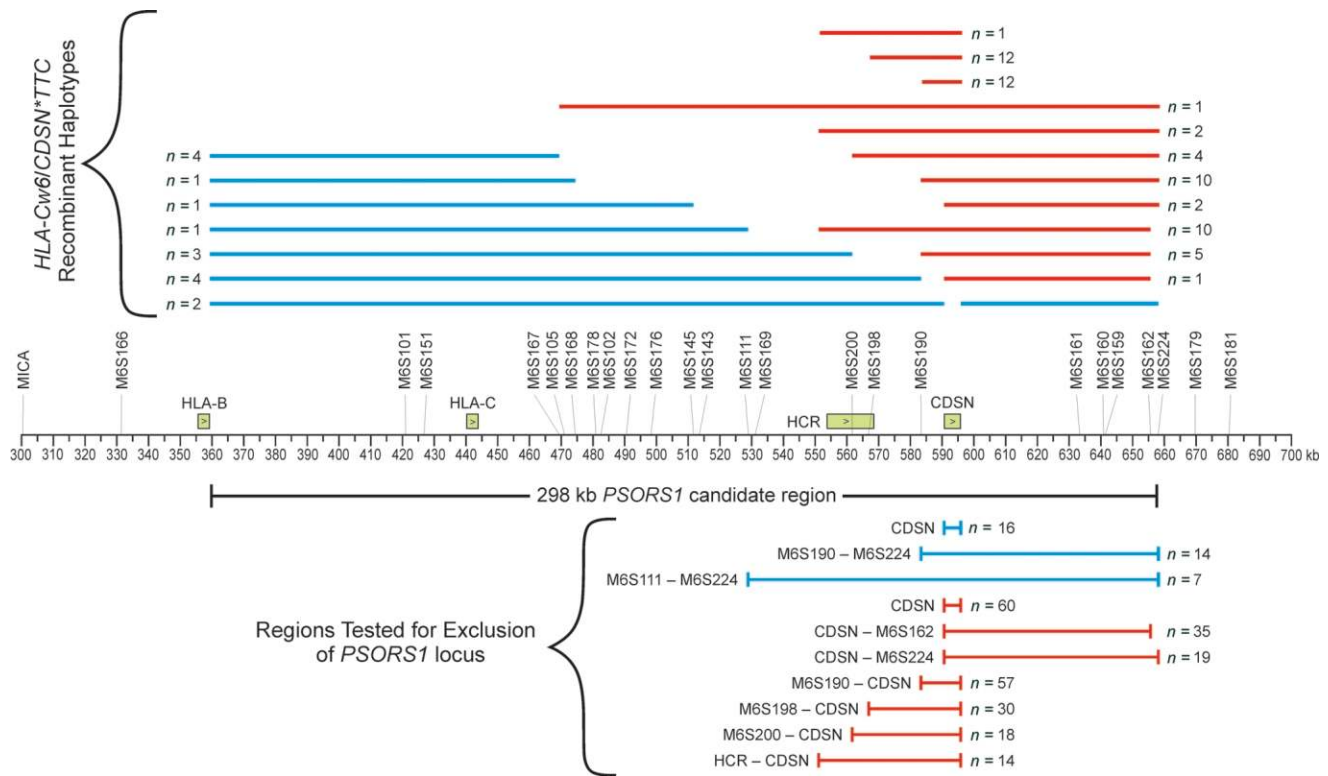 HLA-Cw6/CDSN*TTC
Recombinant Haplotypes
n = 1
n = 12
n = 12
n = 1
n = 2
n = 4
n = 4
n = 1
n = 10
n = 1
n = 2
n = 1
n = 10
n = 3
n = 5
n = 4
n = 1
n = 2
MICA
M6S166
M6S101
M6S151
M6S167
M6S105
M6S168
M6S178
M6S102
M6S172
M6S176
M6S145
M6S143
M6S111
M6S169
M6S200
M6S198
M6S190
M6S161
M6S160
M6S159
M6S162
M6S224
M6S179
M6S181
HLA-B
HLA-C
HCR
CDSN
> > > >
300 310 320 330 340 350 360 370 380 390 400 410 420 430 440 450 460 470 480 490 500 510 520 530 540 550 560 570 580 590 600 610 620 630 640 650 660 670 680 690 700 kb
298 kb PSORS1 candidate region
Regions Tested for Exclusion
of PSORS1 locus
CDSN n = 16
M6S190 – M6S224 n = 14
M6S111 – M6S224 n = 7
CDSN n = 60
CDSN – M6S162 n = 35
CDSN – M6S224 n = 19
M6S190 – CDSN n = 57
M6S198 – CDSN n = 30
M6S200 – CDSN n = 18
HCR – CDSN n = 14